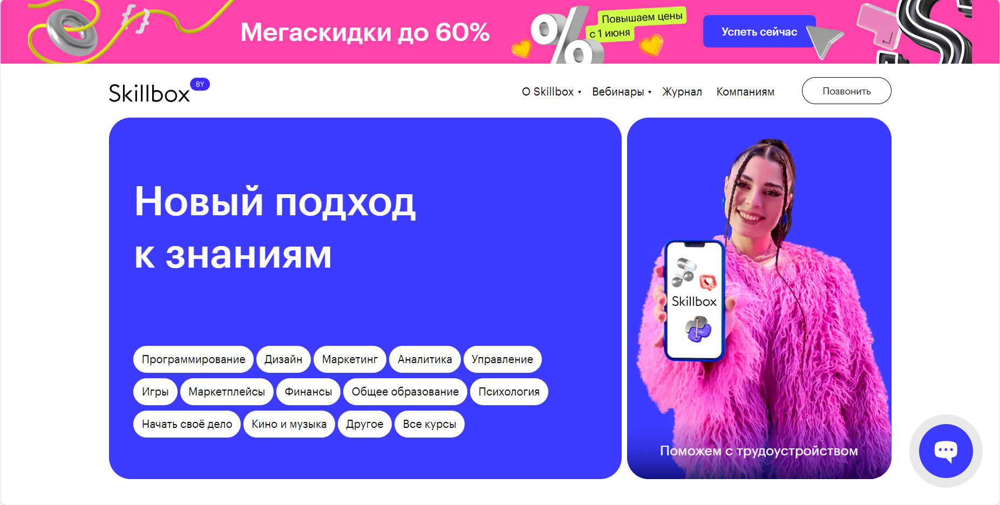 Мегаскидки до 60%
%
Повышаем цены
с 1 июня
Успеть сейчас
Skillbox BY
О Skillbox Вебинары Журнал Компаниям Позвонить
Новый подход
к знаниям
Программирование Дизайн Маркетинг Аналитика Управление
Игры Маркетплейсы Финансы Общее образование Психология
Начать своё дело Кино и музыка Другое Все курсы
Skillbox
Поможем с трудоустройством